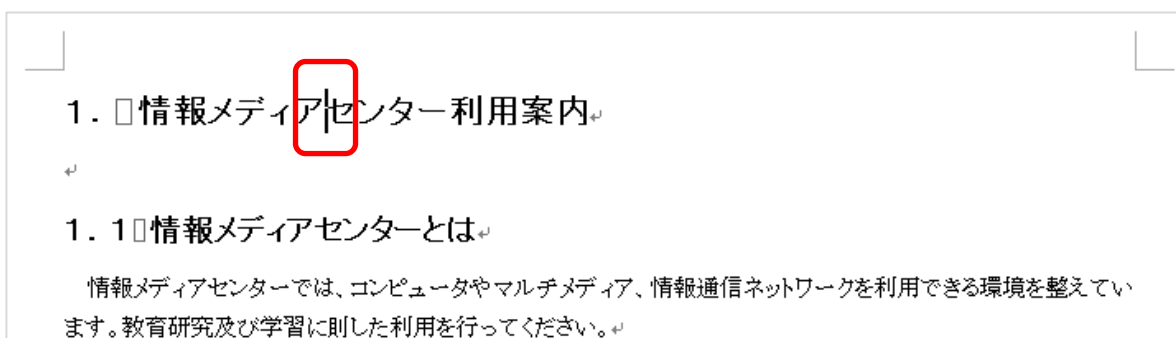 1. □情報メディアセンター利用案内↵
↵
1. 1□情報メディアセンターとは↵
情報メディアセンターでは、コンピュータやマルチメディア、情報通信ネットワークを利用できる環境を整えてい
ます。教育研究及び学習に則した利用を行ってください。↵